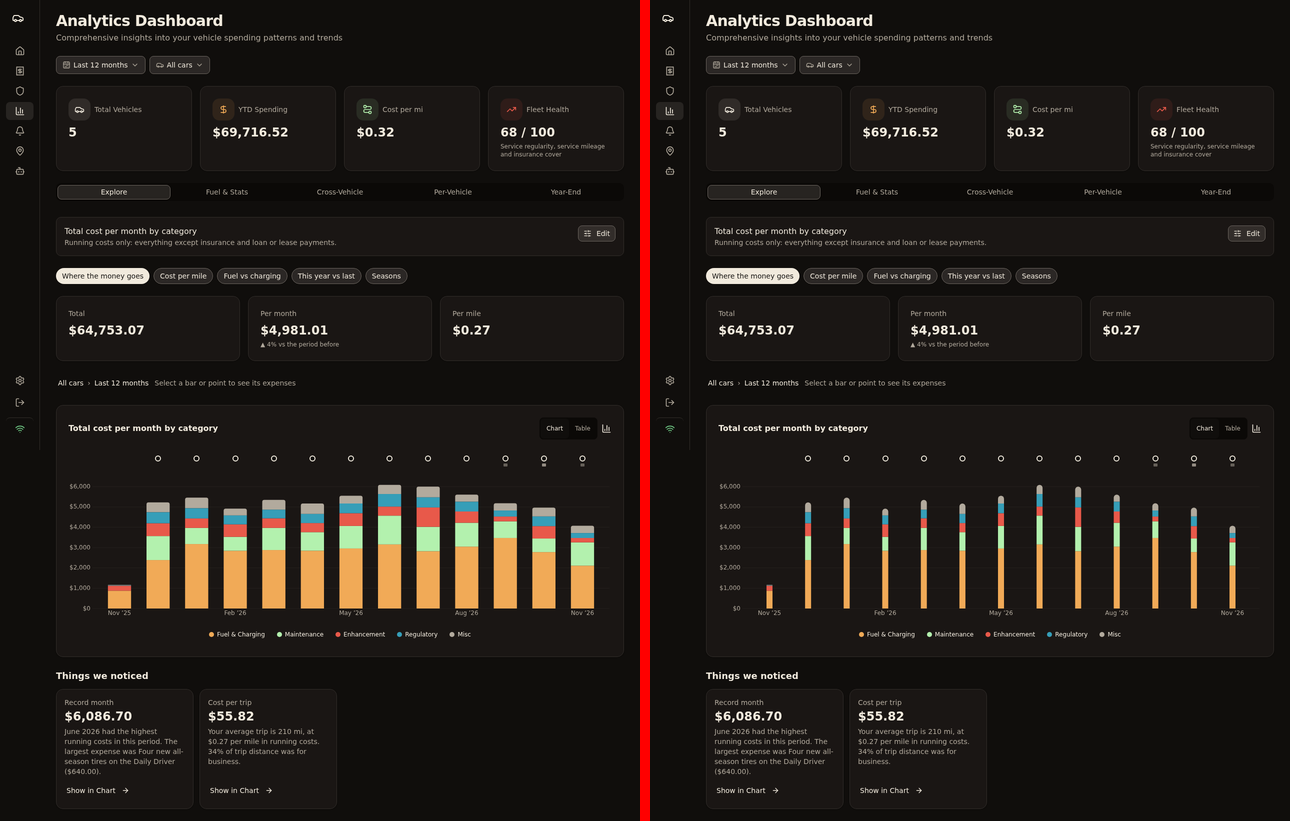 Analytics Dashboard
Comprehensive insights into your vehicle spending patterns and trends
Last 12 months
All cars
Total Vehicles
5
YTD Spending
$69,716.52
Cost per mi
$0.32
Fleet Health
68 / 100
Service regularity, service mileage
and insurance cover
Explore
Fuel & Stats
Cross-Vehicle
Per-Vehicle
Year-End
Total cost per month by category
Running costs only: everything except insurance and loan or lease payments.
Edit
Where the money goes
Cost per mile
Fuel vs charging
This year vs last
Seasons
Total
$64,753.07
Per month
$4,981.01
▲ 4% vs the period before
Per mile
$0.27
All cars › Last 12 months Select a bar or point to see its expenses
Total cost per month by category
Chart
Table
$6,000
$5,000
$4,000
$3,000
$2,000
$1,000
$0
Nov '25
Feb '26
May '26
Aug '26
Nov '26
Fuel & Charging
Maintenance
Enhancement
Regulatory
Misc
Things we noticed
Record month
$6,086.70
June 2026 had the highest
running costs in this period. The
largest expense was Four new all-
season tires on the Daily Driver
($640.00).
Show in Chart →
Cost per trip
$55.82
Your average trip is 210 mi, at
$0.27 per mile in running costs.
34% of trip distance was for
business.
Show in Chart →
Analytics Dashboard
Comprehensive insights into your vehicle spending patterns and trends
Last 12 months
All cars
Total Vehicles
5
YTD Spending
$69,716.52
Cost per mi
$0.32
Fleet Health
68 / 100
Service regularity, service mileage
and insurance cover
Explore
Fuel & Stats
Cross-Vehicle
Per-Vehicle
Year-End
Total cost per month by category
Running costs only: everything except insurance and loan or lease payments.
Edit
Where the money goes
Cost per mile
Fuel vs charging
This year vs last
Seasons
Total
$64,753.07
Per month
$4,981.01
▲ 4% vs the period before
Per mile
$0.27
All cars › Last 12 months Select a bar or point to see its expenses
Total cost per month by category
Chart
Table
$6,000
$5,000
$4,000
$3,000
$2,000
$1,000
$0
Nov '25
Feb '26
May '26
Aug '26
Nov '26
Fuel & Charging
Maintenance
Enhancement
Regulatory
Misc
Things we noticed
Record month
$6,086.70
June 2026 had the highest
running costs in this period. The
largest expense was Four new all-
season tires on the Daily Driver
($640.00).
Show in Chart →
Cost per trip
$55.82
Your average trip is 210 mi, at
$0.27 per mile in running costs.
34% of trip distance was for
business.
Show in Chart →